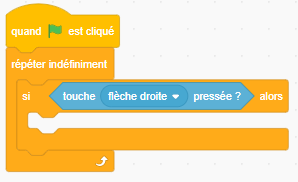 quand est cliqué
répéter indéfiniment
si touche flèche droite pressée ? alors